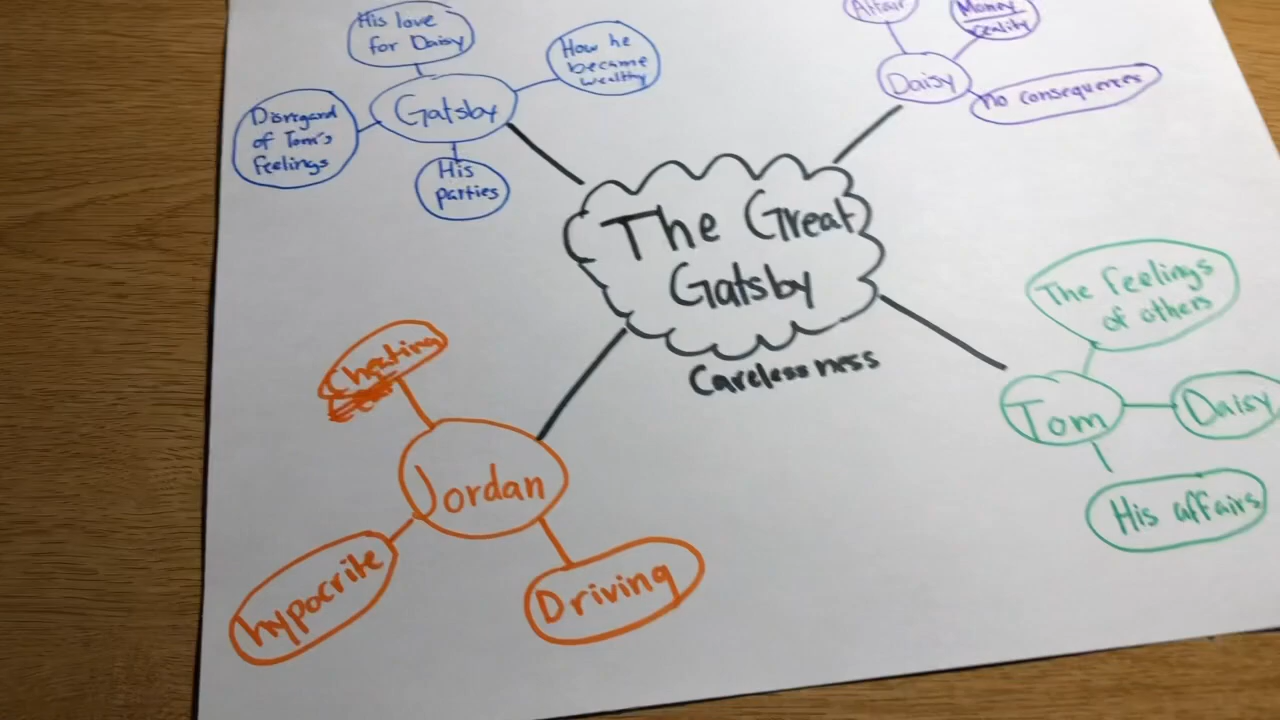 His love
for Daisy
How he
became
wealthy
Gatsby
Disregard
of Tom's
feelings
His
parties
Affair
Money
Daisy
no consequences
The Great
Gatsby
Carelessness
The feelings
of others
Tom
Daisy
His affairs
Cheating
Jordan
hypocrite
Driving